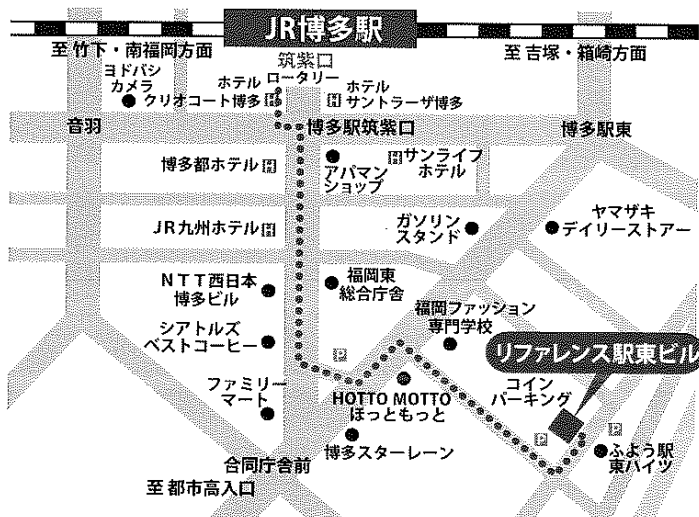 JR博多駅
至 竹下・南福岡方面
至 吉塚・箱崎方面
筑紫口
ロータリー
ヨドバシ
カメラ
ホテル
クリオコート博多 H
ホテル
H サントラーザ博多
音羽
博多駅筑紫口
博多駅東
博多都ホテル H
アパマン
ショップ
H サンライフ
ホテル
JR九州ホテル H
ガソリン
スタンド
ヤマザキ
デイリーストアー
NTT西日本
博多ビル
福岡東
総合庁舎
福岡ファッション
専門学校
シアトルズ
ベストコーヒー
P
リファレンス駅東ビル
ファミリー
マート
HOTTO MOTTO
ほっともっと
コイン
パーキング
P
P
博多スターレーン
ふよう駅
東ハイツ
合同庁舎前
至 都市高入口